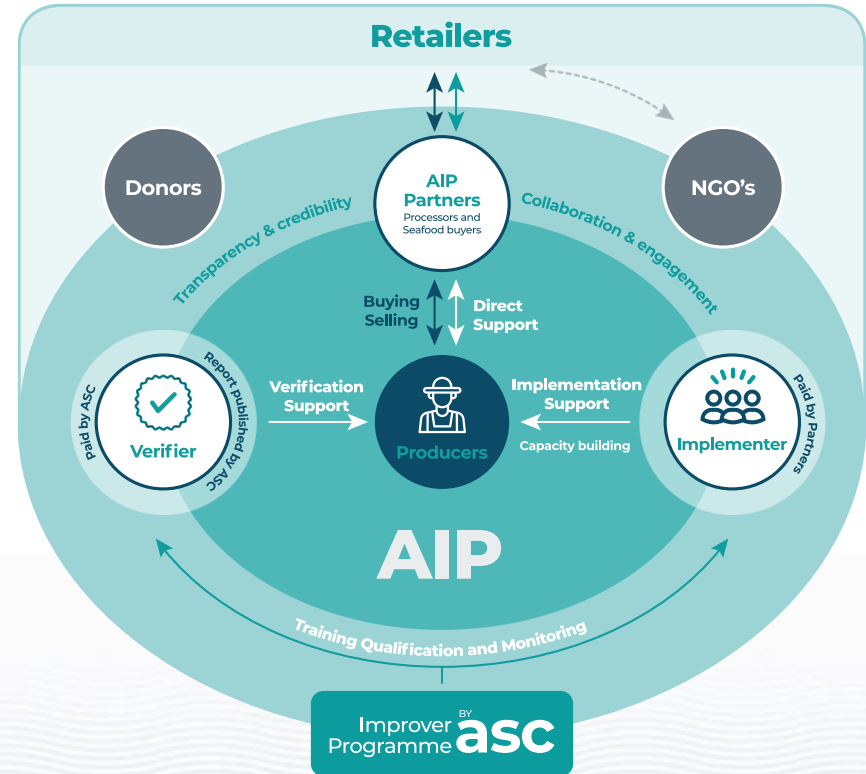 Retailers
Donors
AIP
Partners
Processors and
Seafood buyers
NGO’s
Transparency & credibility
Collaboration & engagement
Buying
Selling
Direct
Support
Paid by ASC
Verifier
Report published by ASC
Verification
Support
Producers
Implementation
Support
Capacity building
Implementer
Paid by Partners
AIP
Training Qualification and Monitoring
Improver
Programme
BY
asc